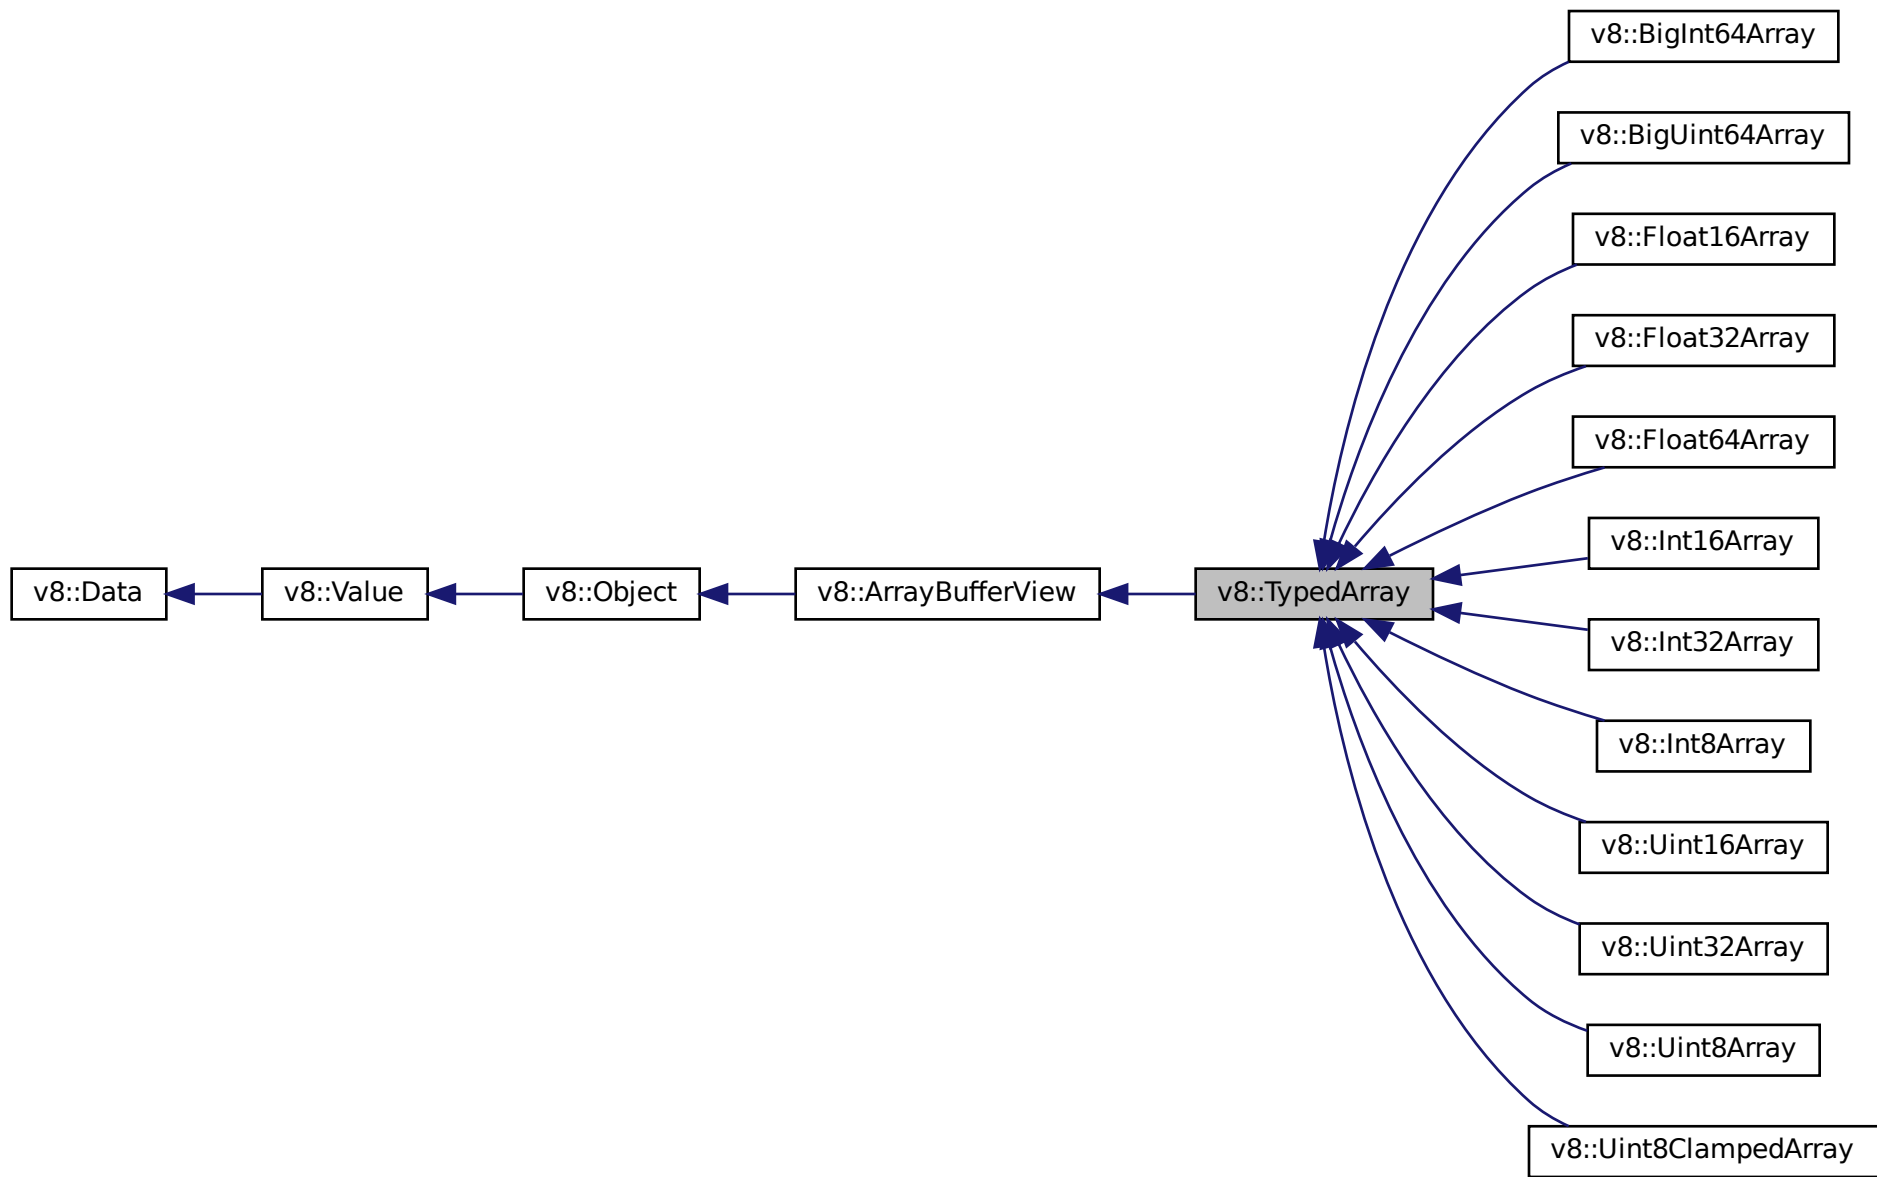 v8::BigInt64Array
v8::BigUint64Array
v8::Float16Array
v8::Float32Array
v8::Float64Array
v8::Int16Array
v8::Data
v8::Value
v8::Object
v8::ArrayBufferView
v8::TypedArray
v8::Int32Array
v8::Int8Array
v8::Uint16Array
v8::Uint32Array
v8::Uint8Array
v8::Uint8ClampedArray